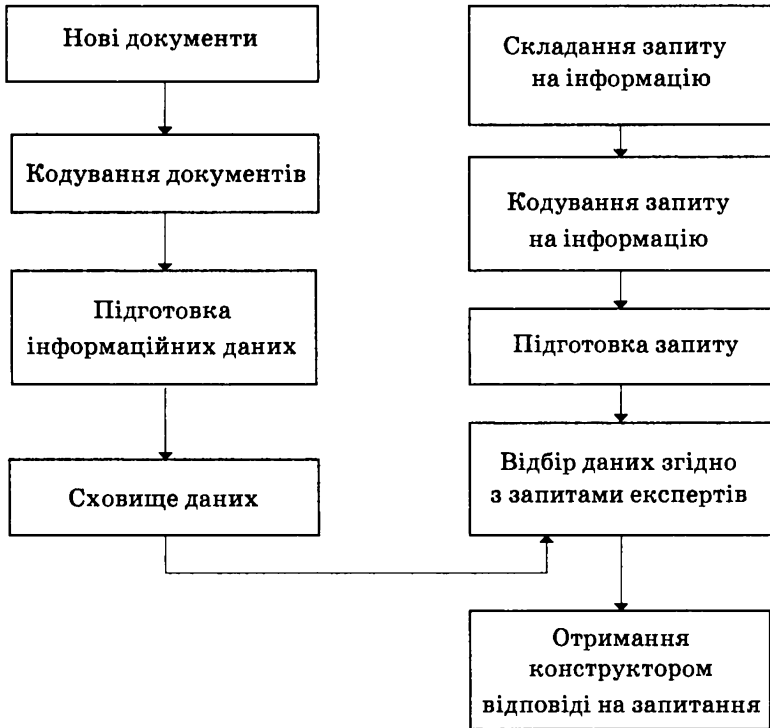 Нові документи
Кодування документів
Підготовка
інформаційних даних
Сховище даних
Складання запиту
на інформацію
Кодування запиту
на інформацію
Підготовка запиту
Відбір даних згідно
з запитами експертів
Отримання
конструктором
відповіді на запитання